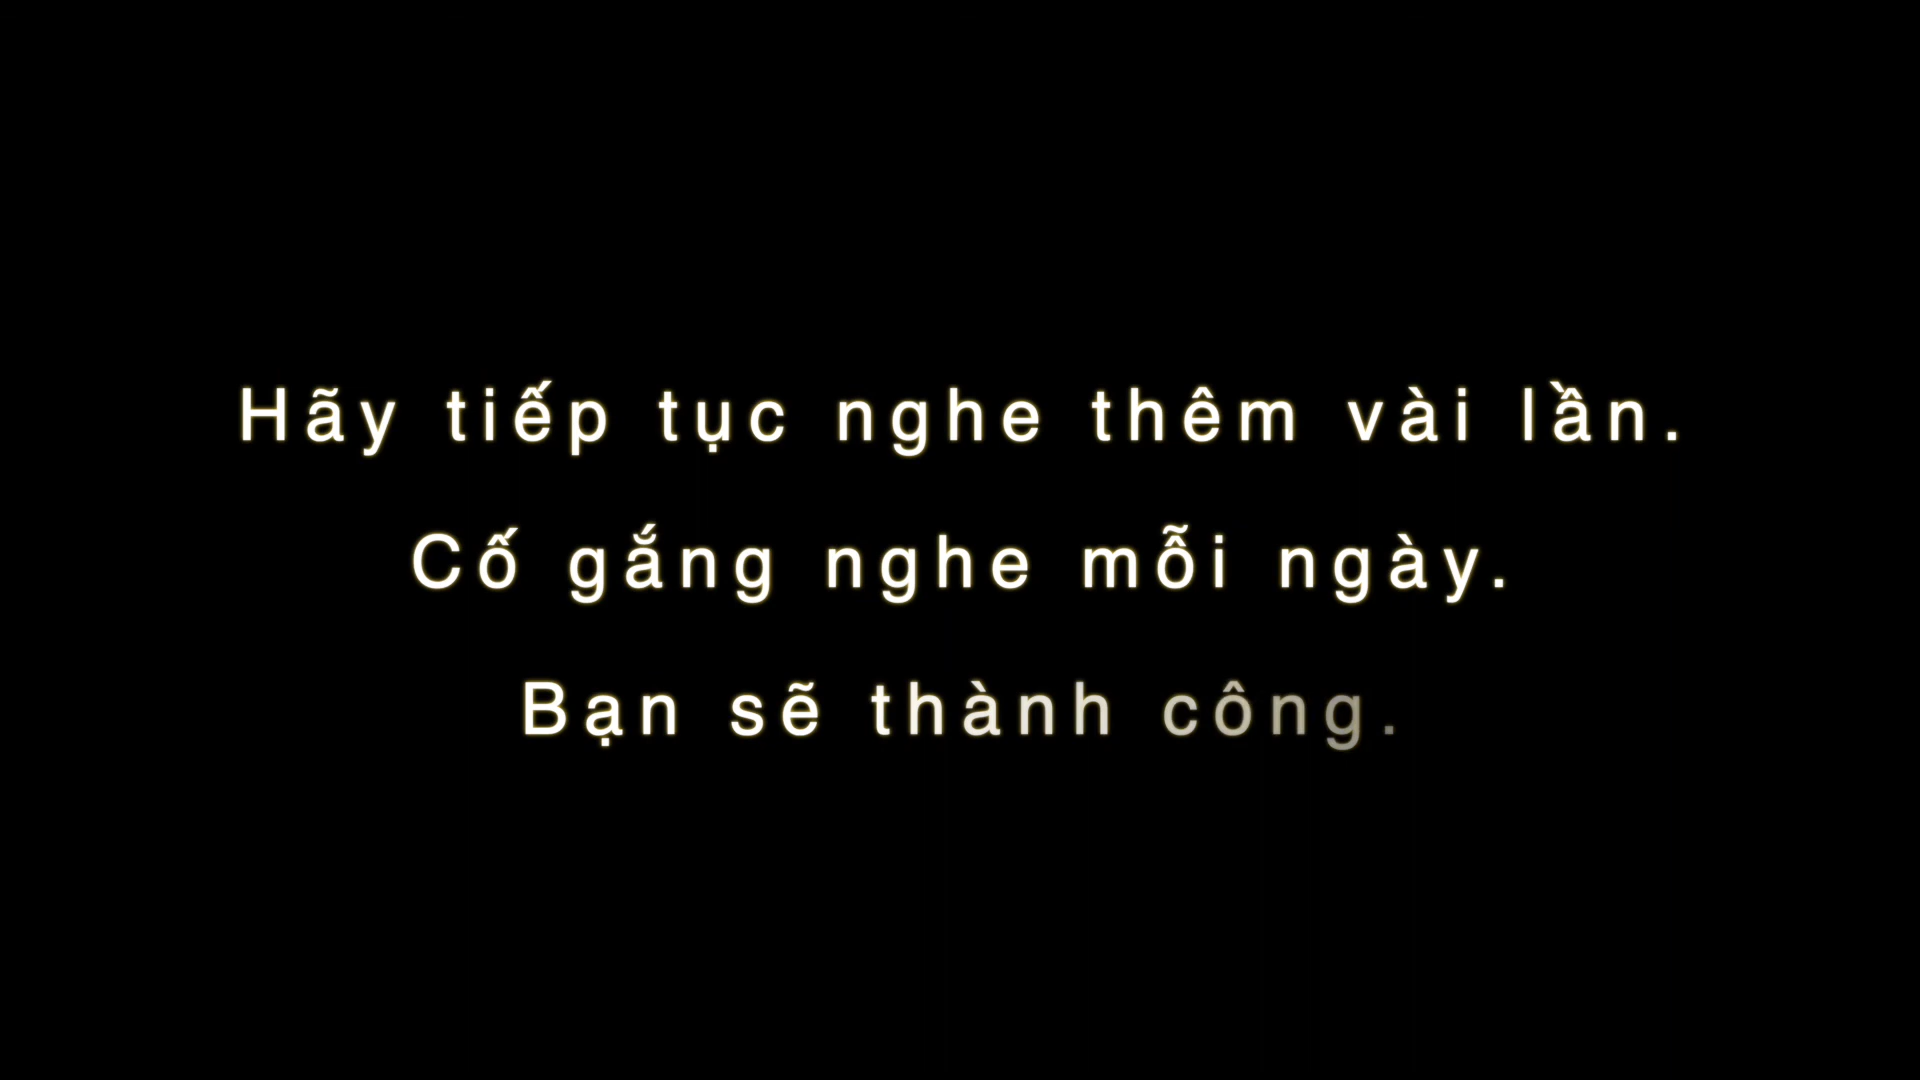 Hãy tiếp tục nghe thêm vài lần.
Cố gắng nghe mỗi ngày.
Bạn sẽ thành công.